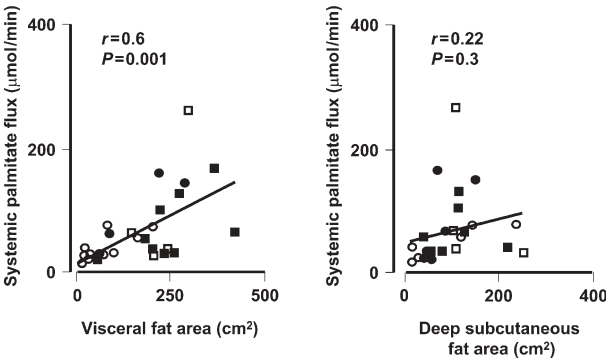 400
200
0
Systemic palmitate flux (μmol/min)
r=0.6
P=0.001
0
250
500
Visceral fat area (cm²)
400
200
0
Systemic palmitate flux (μmol/min)
r=0.22
P=0.3
0
200
400
Deep subcutaneous
fat area (cm²)